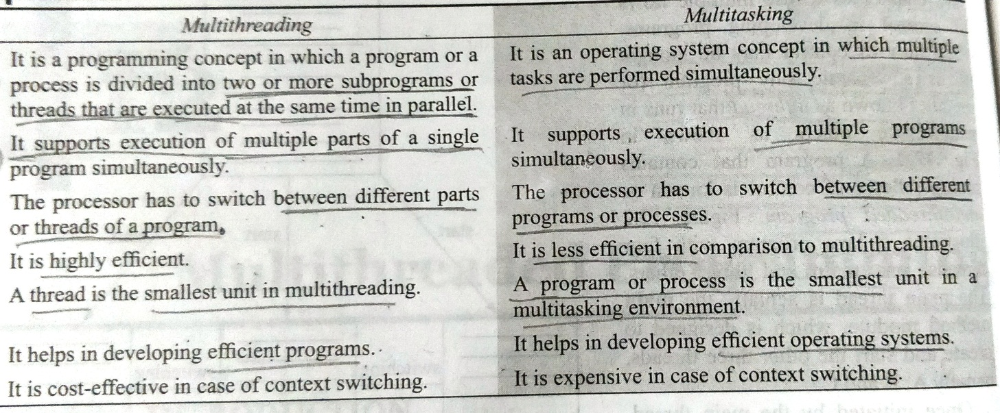 Multithreading
Multitasking
It is a programming concept in which a program or a
process is divided into two or more subprograms or
threads that are executed at the same time in parallel.
It is an operating system concept in which multiple
tasks are performed simultaneously.
It supports execution of multiple parts of a single
program simultaneously.
It supports execution of multiple programs
simultaneously.
The processor has to switch between different parts
or threads of a program.
The processor has to switch between different
programs or processes.
It is highly efficient.
It is less efficient in comparison to multithreading.
A thread is the smallest unit in multithreading.
A program or process is the smallest unit in a
multitasking environment.
It helps in developing efficient programs.
It helps in developing efficient operating systems.
It is cost-effective in case of context switching.
It is expensive in case of context switching.